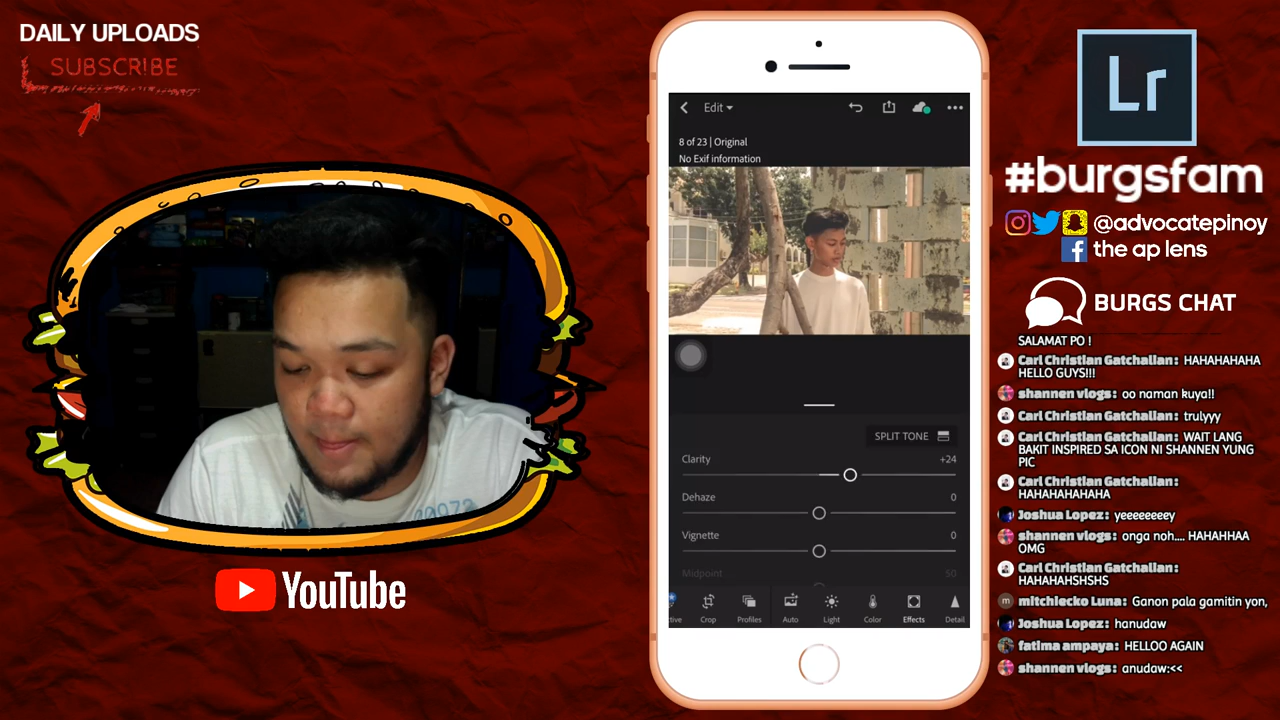 DAILY UPLOADS
SUBSCRIBE
YouTube
Edit
8 of 23 | Original
No Exif information
SPLIT TONE
Clarity +24
Dehaze 0
Vignette 0
Midpoint 50
tive Crop Profiles Auto Light Color Effects Detail
Lr
#burgsfam
@advocatepinoy
the ap lens
BURGS CHAT
SALAMAT PO !
Carl Christian Gatchalian: HAHAHAHAHA
HELLO GUYS!!!
shannen vlogs: oo naman kuya!!
Carl Christian Gatchalian: trulyyy
Carl Christian Gatchalian: WAIT LANG
BAKIT INSPIRED SA ICON NI SHANNEN YUNG
PIC
Carl Christian Gatchalian:
HAHAHAHAHAHA
Joshua Lopez: yeeeeeeeey
shannen vlogs: onga noh.... HAHAHHAA
OMG
Carl Christian Gatchalian:
HAHAHAHSHSHS
mitchiecko Luna: Ganon pala gamitin yon,
Joshua Lopez: hanudaw
fatima ampaya: HELLOO AGAIN
shannen vlogs: anudaw:<<